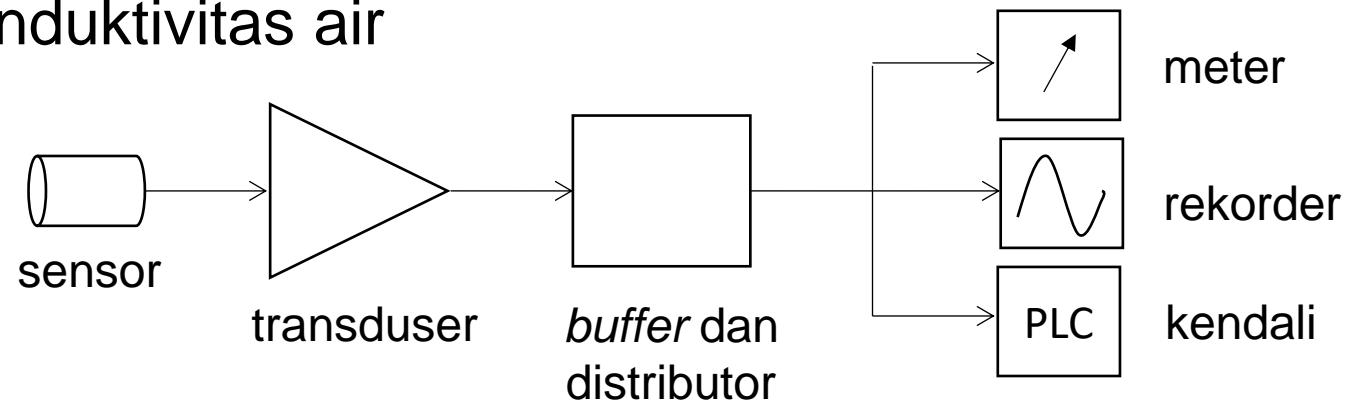 nduktivitas air
meter
rekorder
sensor
transduser
buffer dan
distributor
PLC
kendali